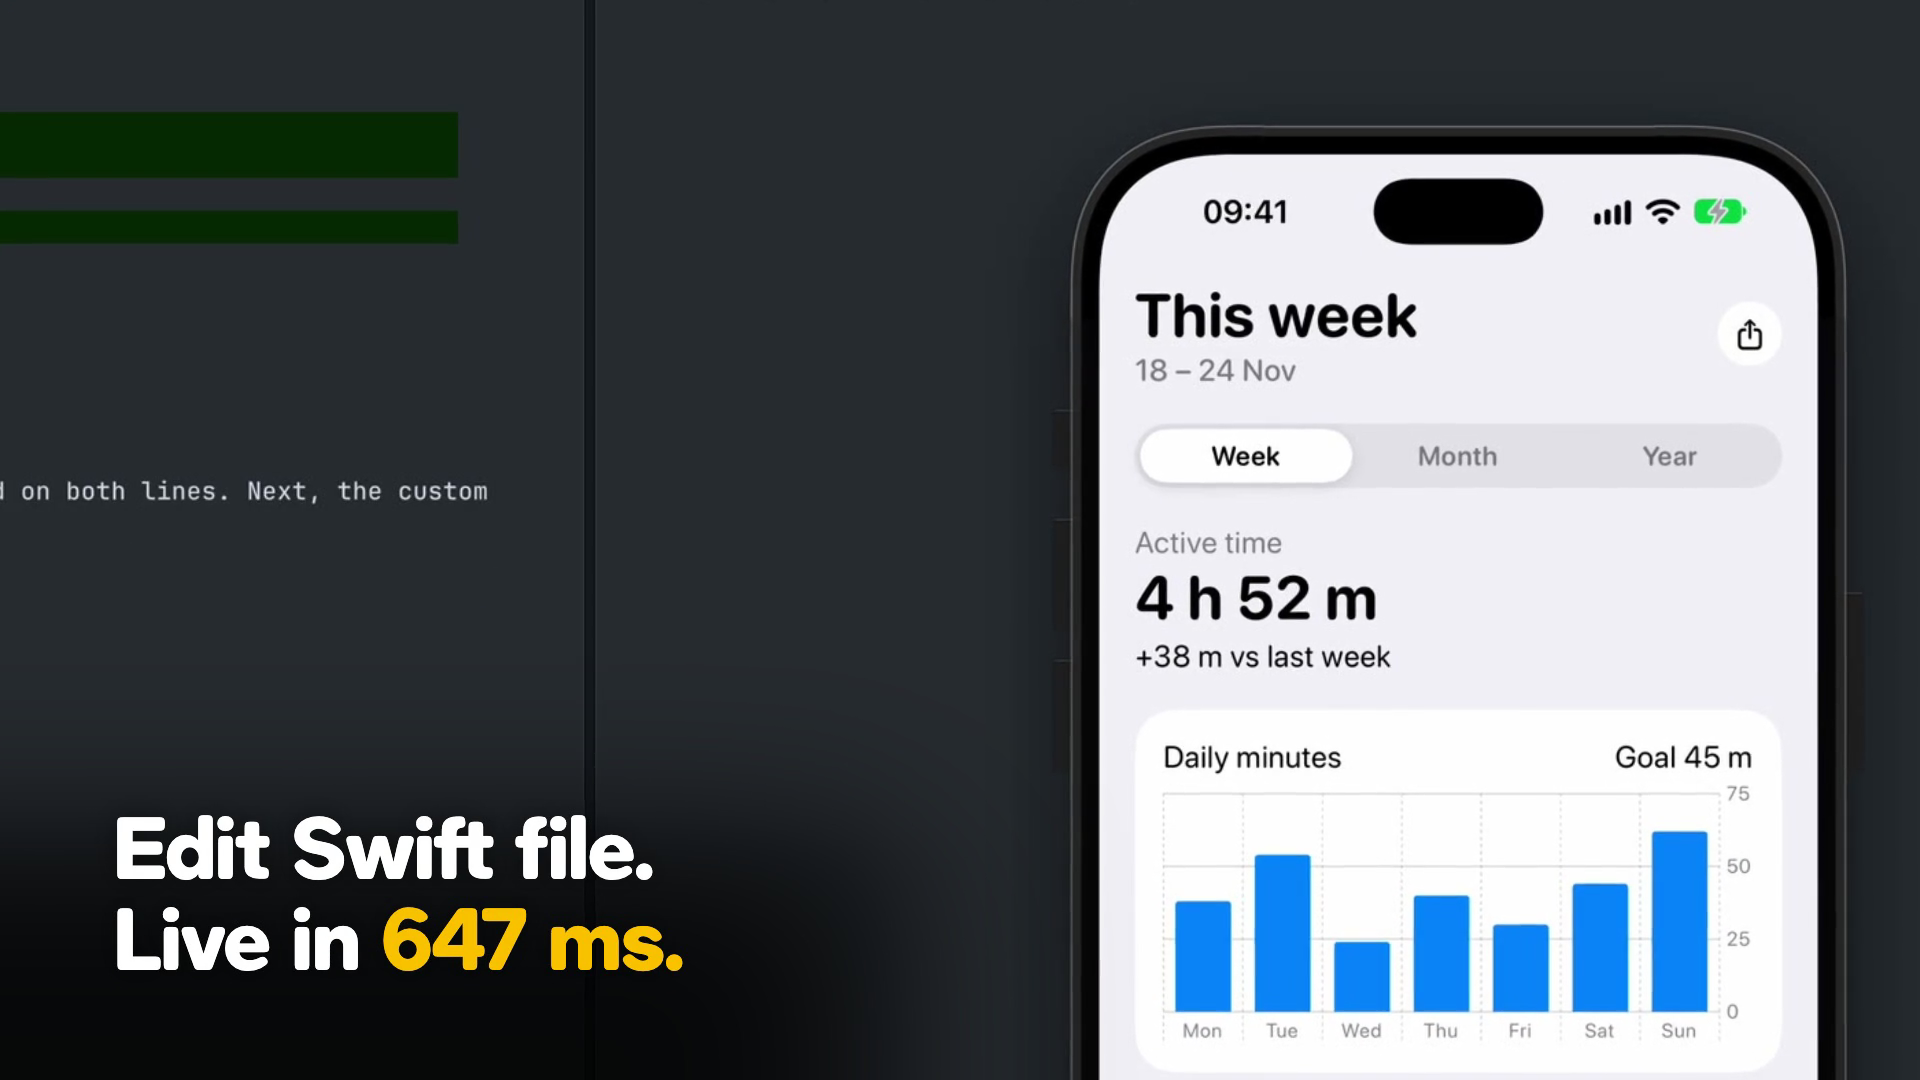 on both lines. Next, the custom
Edit Swift file.
Live in 647 ms.
09:41
This week
18 – 24 Nov
Week
Month
Year
Active time
4 h 52 m
+38 m vs last week
Daily minutes
Goal 45 m
75
50
25
0
Mon
Tue
Wed
Thu
Fri
Sat
Sun